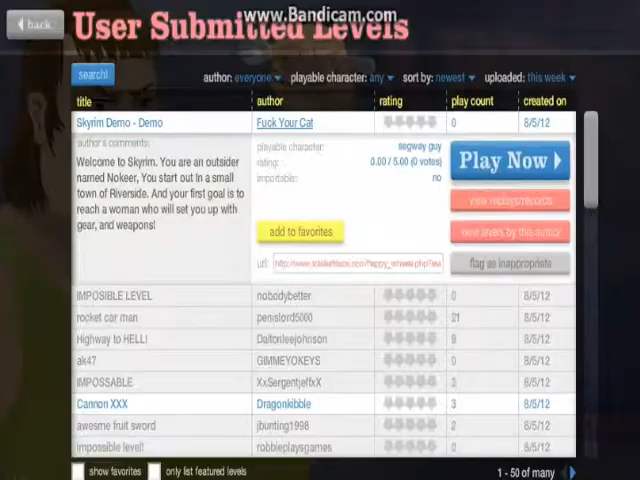 www.Bandicam.com
back
User Submitted Levels
search!
author: everyone playable character: any sort by: newest uploaded: this week
title author rating play count created on
Skyrim Demo - Demo Fuck Your Cat 0 8/5/12
author's comments:
Welcome to Skyrim. You are an outsider
named Nokeer, You start out in a small
town of Riverside. And your first goal is to
reach a woman who will set you up with
gear, and weapons!
playable character: segway guy
rating: 0.00 / 5.00 (0 votes)
importable: no
add to favorites
url:
Play Now
view replays/records
view levels by this author
flag as inappropriate
IMPOSIBLE LEVEL nobodybetter 0 8/5/12
rocket car man penislord5000 21 8/5/12
Highway to HELL! Daltonleejohnson 9 8/5/12
ak47 GIMMEYOKEYS 0 8/5/12
IMPOSSABLE XxSergentjeffxX 8/5/12
Cannon XXX Dragonkibble 3 8/5/12
awesme fruit sword jbunting1998 2 8/5/12
impossible level! robbieplaysgames 0 8/5/12
show favorites only list featured levels 1 - 50 of many